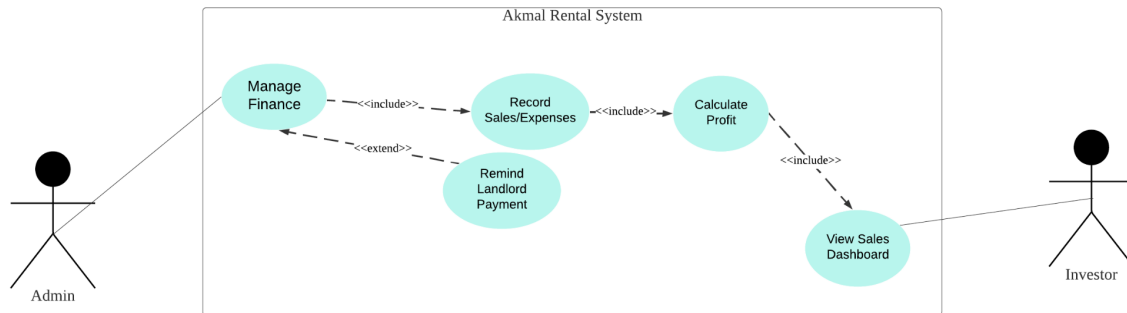 Akmal Rental System
Manage
Finance
<<include>>
Record
Sales/Expenses
<<include>>
Calculate
Profit
<<extend>>
<<include>>
Remind
Landlord
Payment
View Sales
Dashboard
Admin
Investor